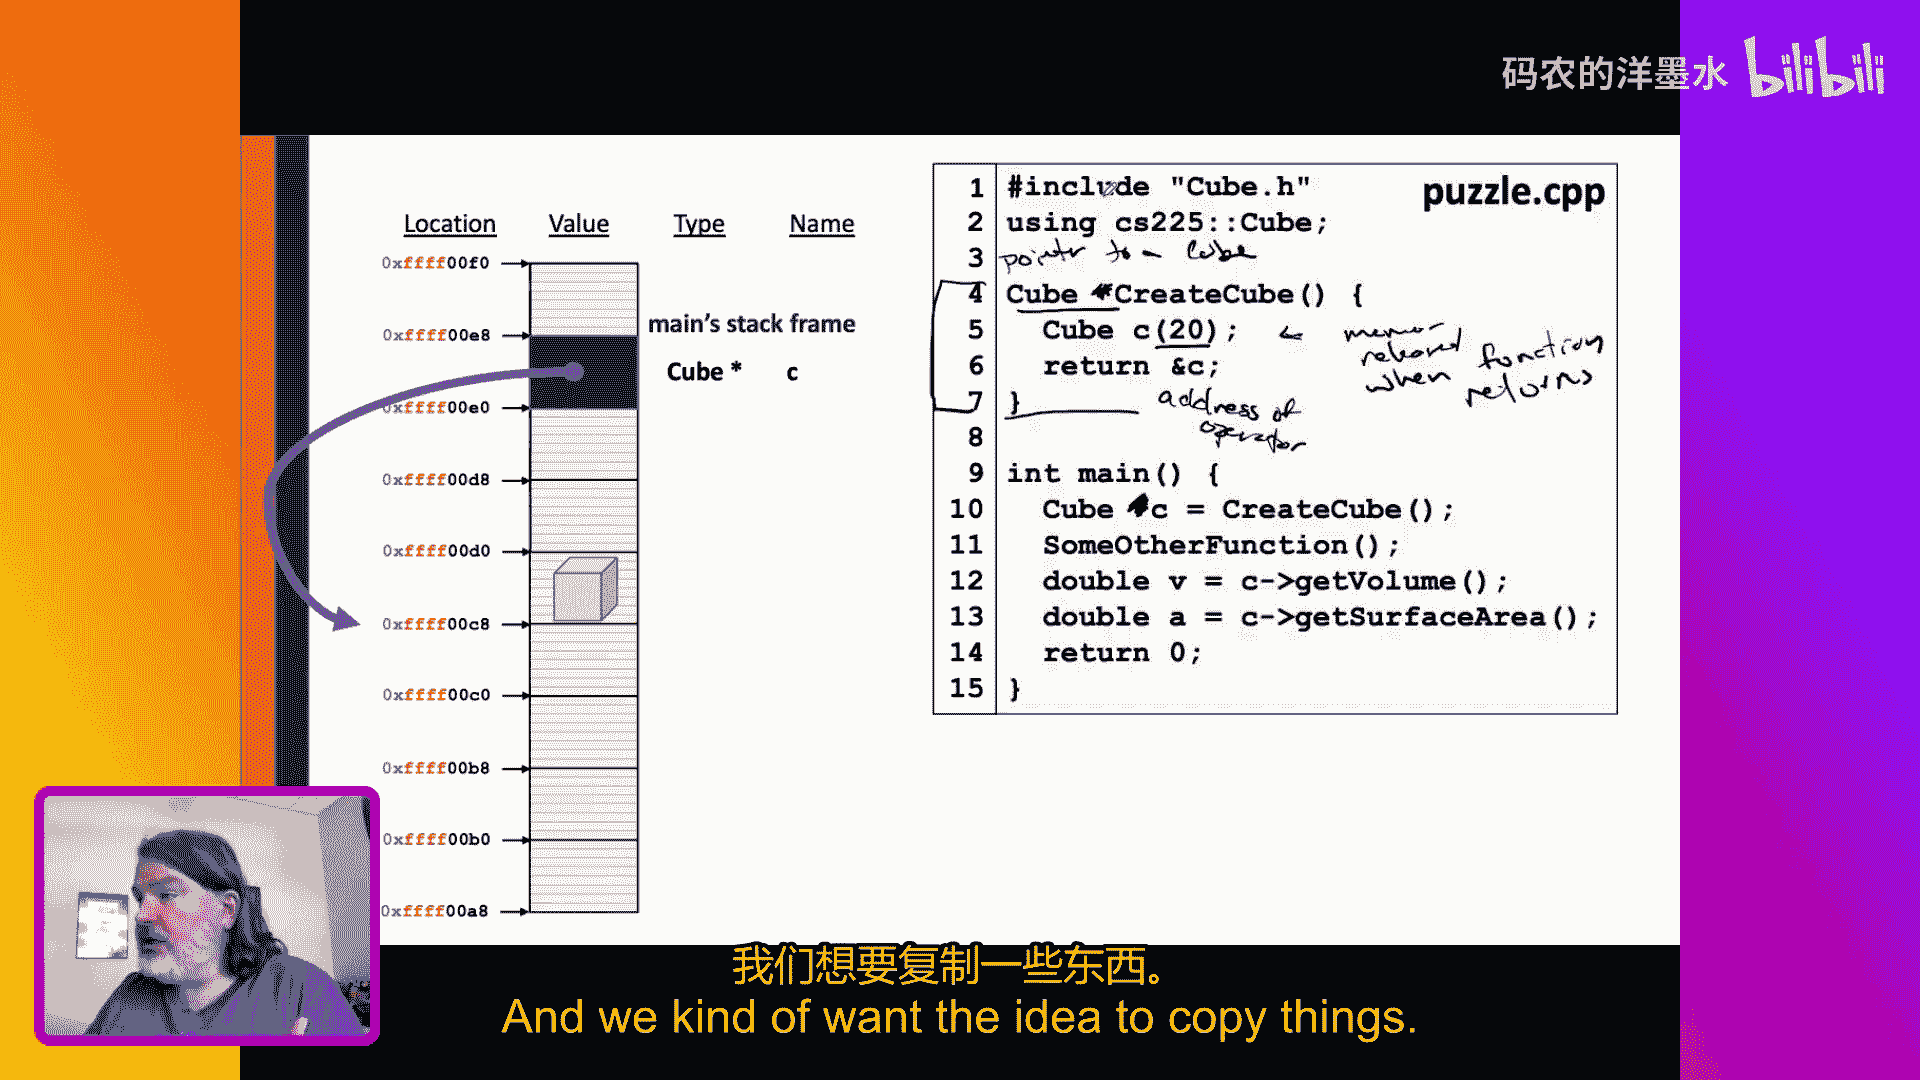 码农的洋墨水 bilibili
Location Value Type Name
0xffff00f0
0xffff00e8
main's stack frame
Cube * c
0xffff00e0
0xffff00d8
0xffff00d0
0xffff00c8
0xffff00c0
0xffff00b8
0xffff00b0
0xffff00a8
puzzle.cpp
1 #include "Cube.h"
2 using cs225::Cube;
3 pointr to a Cube
4 Cube *CreateCube() {
5 Cube c(20); ←
6 return &c;
7 }
memor
released function
when returns
address of
operator
8
9 int main() {
10 Cube *c = CreateCube();
11 SomeOtherFunction();
12 double v = c->getVolume();
13 double a = c->getSurfaceArea();
14 return 0;
15 }
我们想要复制一些东西。
And we kind of want the idea to copy things.